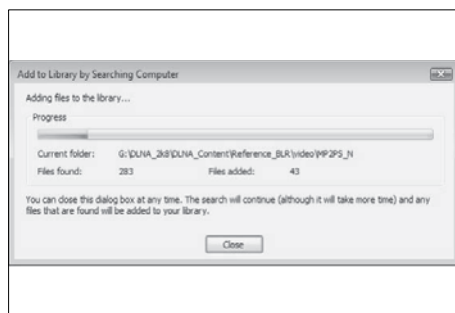 Add to Library by Searching Computer
Adding files to the library...
Progress
Current folder: G:\DLNA_2k8\DLNA_Content\Reference_BLR\video\MP2PS_N
Files found: 283 Files added: 43
You can close this dialog box at any time. The search will continue (although it will take more time) and any
files that are found will be added to your library.
Close